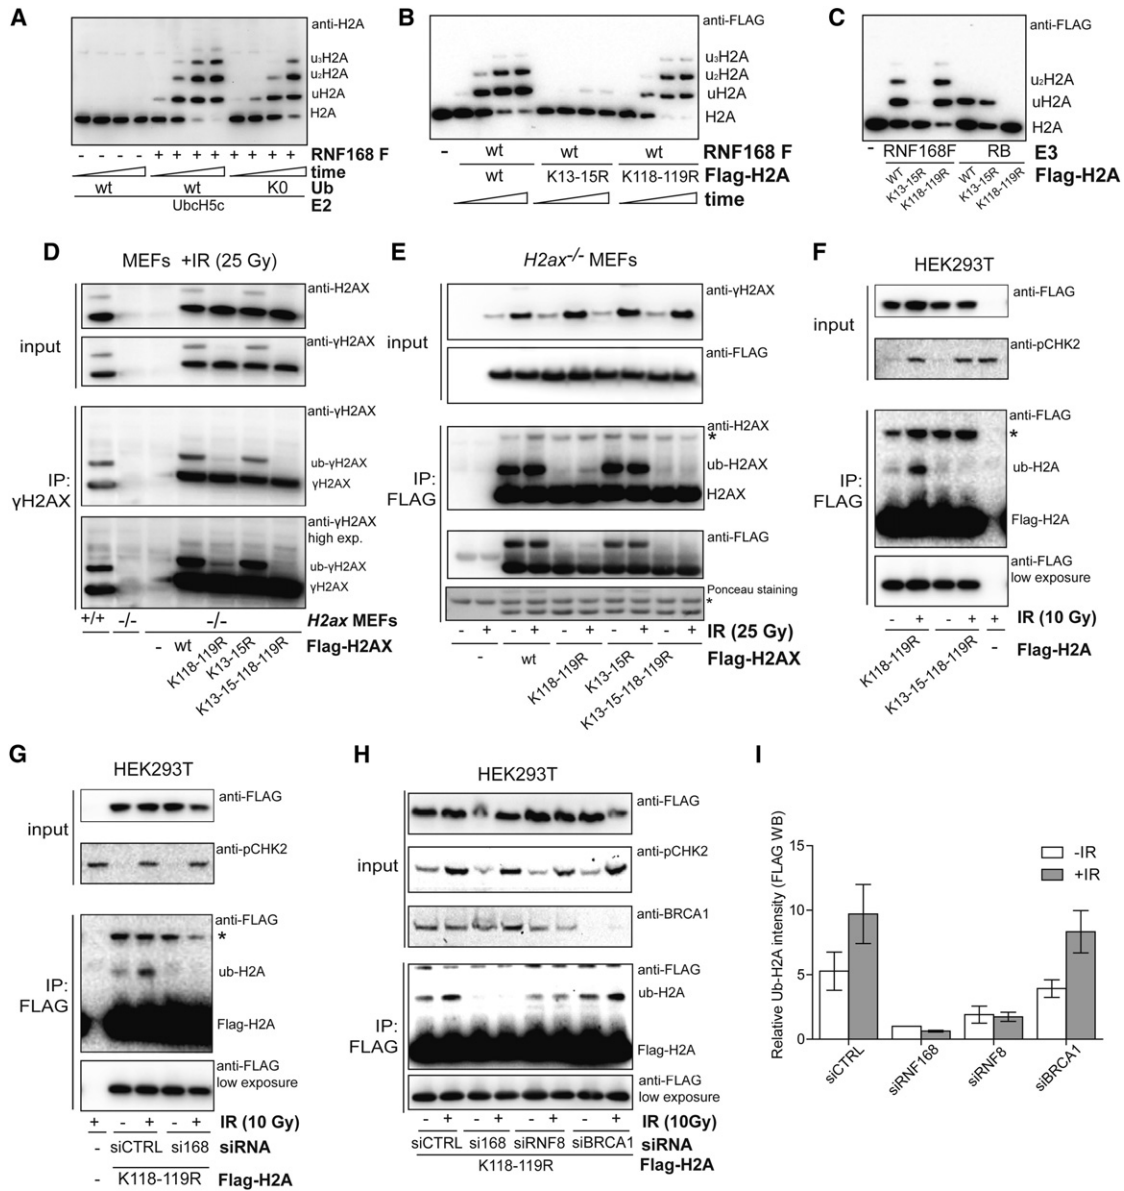 A
anti-H2A
u₃H2A
u₂H2A
uH2A
H2A
- - - - + + + + + + + + RNF168 F
time
wt wt K0 Ub
UbcH5c E2
B
anti-FLAG
u₃H2A
u₂H2A
uH2A
H2A
- wt wt wt RNF168 F
wt K13-15R K118-119R Flag-H2A
time
C
anti-FLAG
u₂H2A
uH2A
H2A
- RNF168F RB E3
WT K13-15R K118-119R WT K13-15R K118-119R Flag-H2A
D
MEFs +IR (25 Gy)
anti-H2AX
input
anti-γH2AX
anti-γH2AX
IP:
γH2AX
ub-γH2AX
γH2AX
anti-γH2AX
high exp.
ub-γH2AX
γH2AX
+/+ -/- -/- H2ax MEFs
- wt K118-119R K13-15R K13-15-118-119R Flag-H2AX
E
H2ax-/- MEFs
anti-γH2AX
input
anti-FLAG
anti-H2AX
*
IP:
FLAG
ub-H2AX
H2AX
anti-FLAG
Ponceau staining
*
- + - + - + - + - + IR (25 Gy)
- wt K118-119R K13-15R K13-15-118-119R Flag-H2AX
F
HEK293T
anti-FLAG
input
anti-pCHK2
anti-FLAG
*
IP:
FLAG
ub-H2A
Flag-H2A
anti-FLAG
low exposure
- + - + + IR (10 Gy)
K118-119R K13-15-118-119R - Flag-H2A
G
HEK293T
anti-FLAG
input
anti-pCHK2
anti-FLAG
*
IP:
FLAG
ub-H2A
Flag-H2A
anti-FLAG
low exposure
+ - + - + IR (10 Gy)
- siCTRL si168 siRNA
- K118-119R Flag-H2A
H
HEK293T
anti-FLAG
input
anti-pCHK2
anti-BRCA1
anti-FLAG
ub-H2A
IP:
FLAG
Flag-H2A
anti-FLAG
low exposure
- + - + - + - + IR (10Gy)
siCTRL si168 siRNF8 siBRCA1 siRNA
K118-119R Flag-H2A
I
Relative Ub-H2A intensity (FLAG WB)
15
10
5
0
-IR
+IR
siCTRL siRNF168 siRNF8 siBRCA1